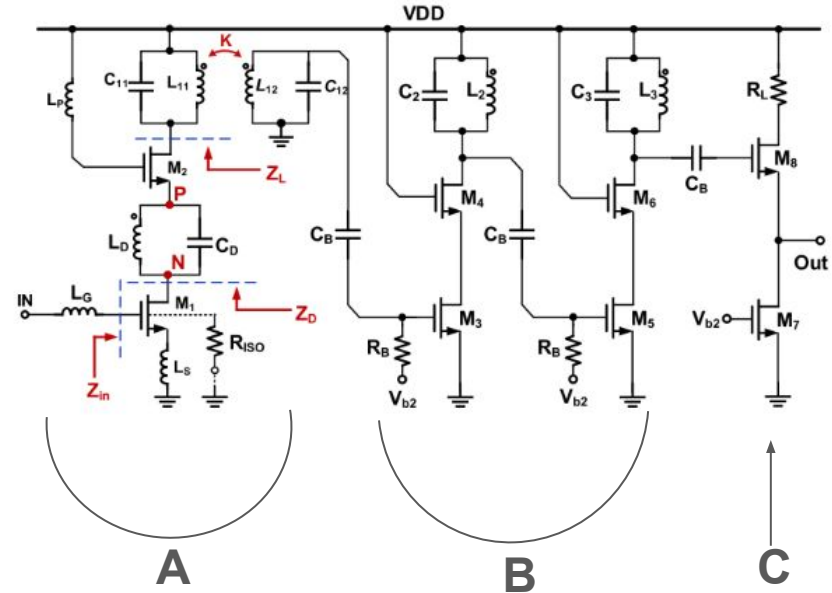 VDD
K
C11
L11
L12
C12
LP
M2
ZL
P
LD
CD
N
IN
LG
M1
ZD
RISO
LS
Zin
C2
L2
M4
CB
CB
M3
RB
Vb2
C3
L3
M6
M5
RB
Vb2
CB
RL
M8
Out
Vb2
M7
A
B
C